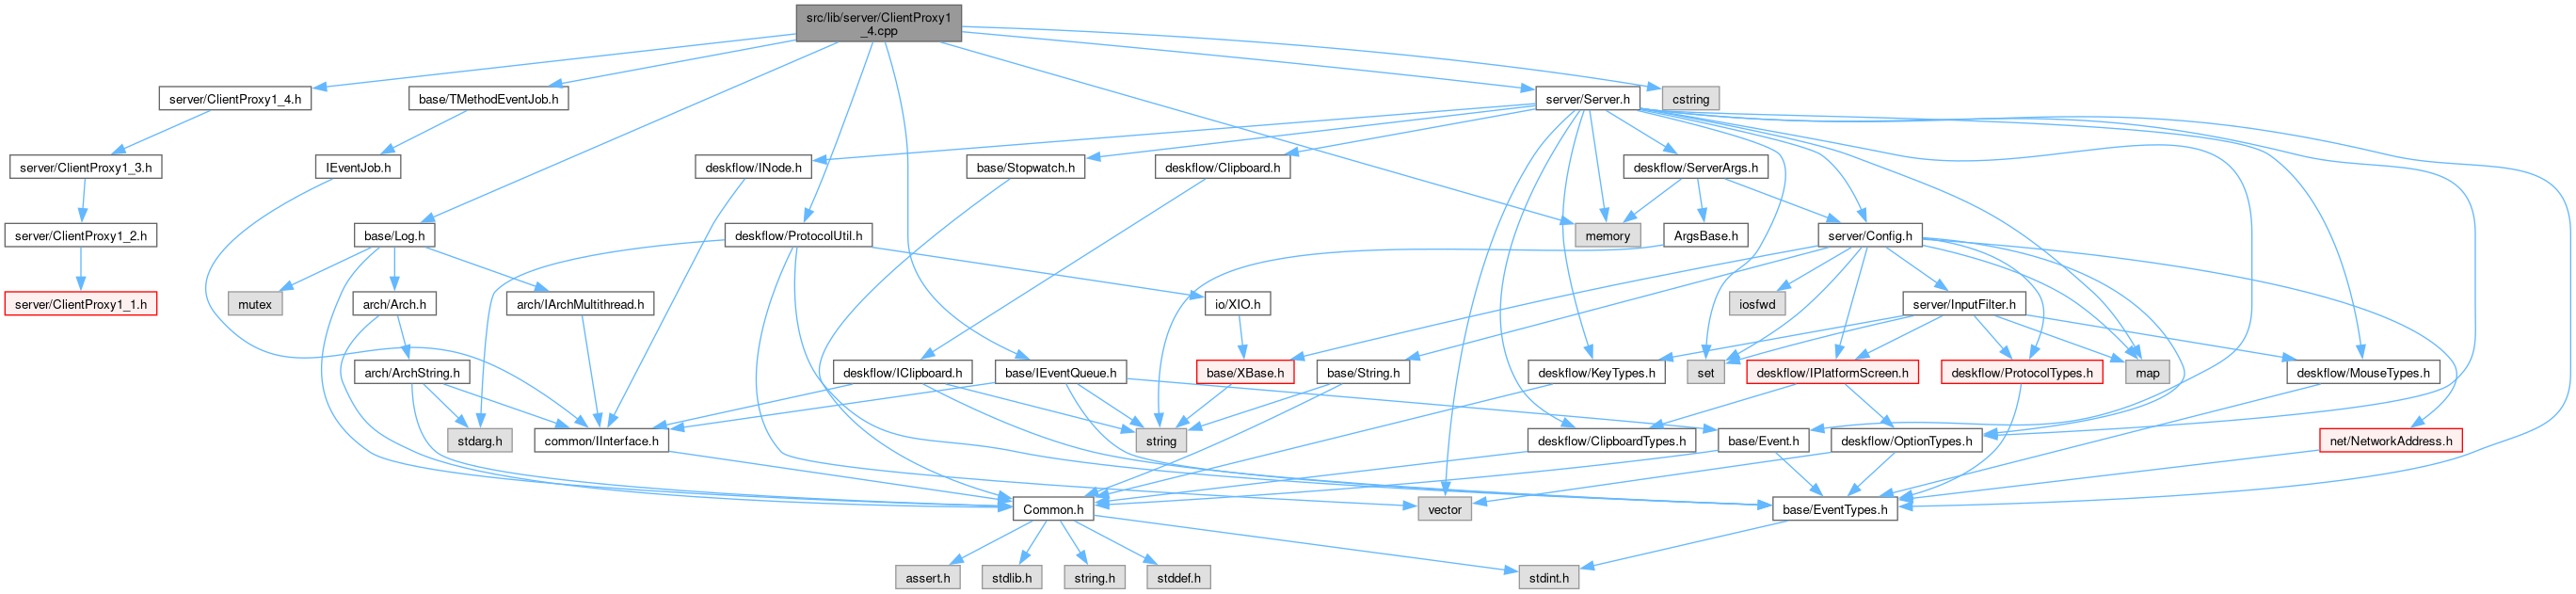 src/lib/server/ClientProxy1
_4.cpp
server/ClientProxy1_4.h
base/TMethodEventJob.h
server/Server.h
cstring
server/ClientProxy1_3.h
IEventJob.h
deskflow/INode.h
base/Stopwatch.h
deskflow/Clipboard.h
deskflow/ServerArgs.h
server/ClientProxy1_2.h
base/Log.h
deskflow/ProtocolUtil.h
memory
ArgsBase.h
server/Config.h
server/ClientProxy1_1.h
mutex
arch/Arch.h
arch/IArchMultithread.h
io/XIO.h
iosfwd
server/InputFilter.h
arch/ArchString.h
deskflow/IClipboard.h
base/IEventQueue.h
base/XBase.h
base/String.h
deskflow/KeyTypes.h
set
deskflow/IPlatformScreen.h
deskflow/ProtocolTypes.h
map
deskflow/MouseTypes.h
stdarg.h
common/IInterface.h
string
deskflow/ClipboardTypes.h
base/Event.h
deskflow/OptionTypes.h
net/NetworkAddress.h
Common.h
vector
base/EventTypes.h
assert.h
stdlib.h
string.h
stddef.h
stdint.h